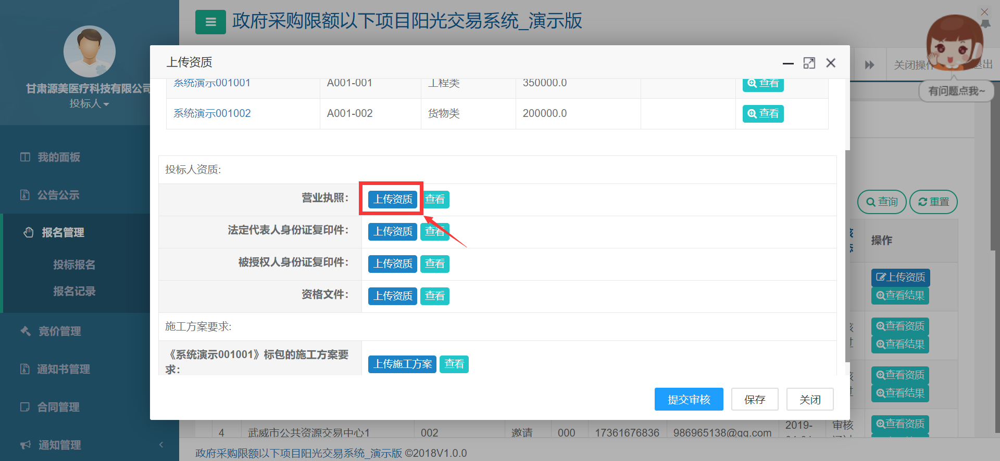 政府采购限额以下项目阳光交易系统_演示版
甘肃源美医疗科技有限公司
投标人
我的面板
公告公示
报名管理
投标报名
报名记录
竞价管理
通知书管理
合同管理
通知管理
关闭操作
退出
有问题点我~
上传资质
系统演示001001 A001-001 工程类 350000.0 查看
系统演示001002 A001-002 货物类 200000.0 查看
投标人资质:
营业执照: 上传资质 查看
法定代表人身份证复印件: 上传资质 查看
被授权人身份证复印件: 上传资质 查看
资格文件: 上传资质 查看
施工方案要求:
《系统演示001001》标包的施工方案要
求:
上传施工方案 查看
提交审核 保存 关闭
查询 重置
操作
上传资质
查看结果
查看资质
查看结果
查看资质
查看结果
查看资质
4 武威市公共资源交易中心1 002 邀请 000 17361676836 986965138@qq.com 2019- 审核
政府采购限额以下项目阳光交易系统_演示版 ©2018V1.0.0